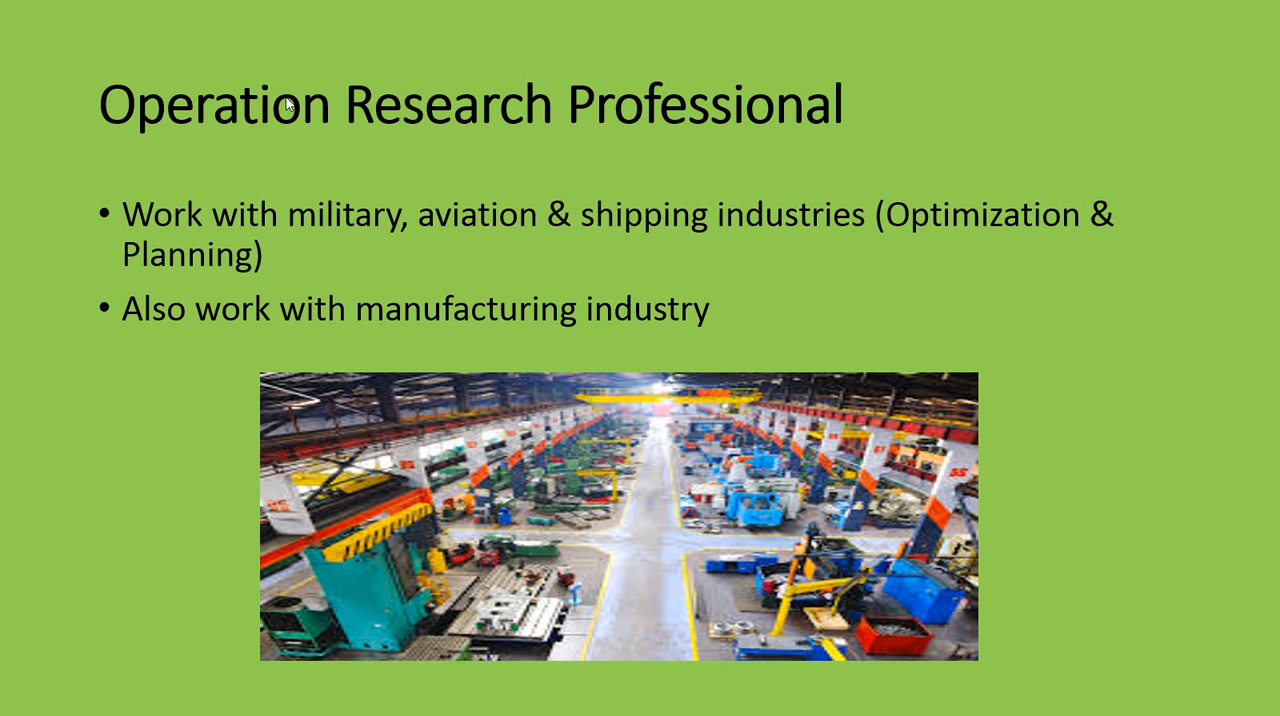 Operation Research Professional
• Work with military, aviation & shipping industries (Optimization &
Planning)
• Also work with manufacturing industry